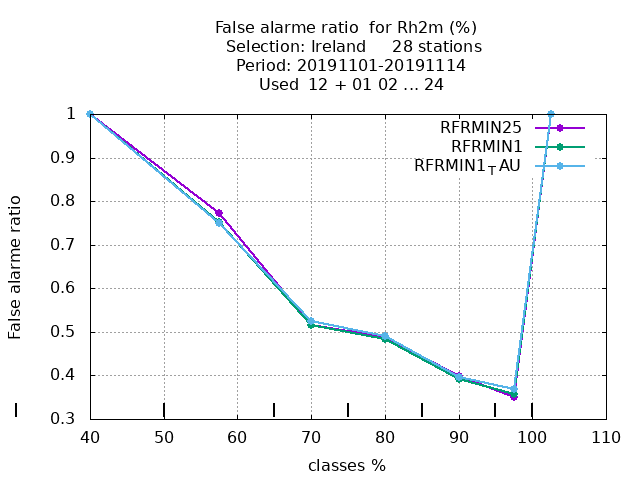 False alarme ratio  for Rh2m (%)
Selection: Ireland     28 stations
Period: 20191101-20191114
Used  12 + 01 02 ... 24
RFRMIN25
RFRMIN1
RFRMIN1TAU
1
0.9
0.8
0.7
0.6
0.5
0.4
0.3
False alarme ratio
40 50 60 70 80 90 100 110
classes %